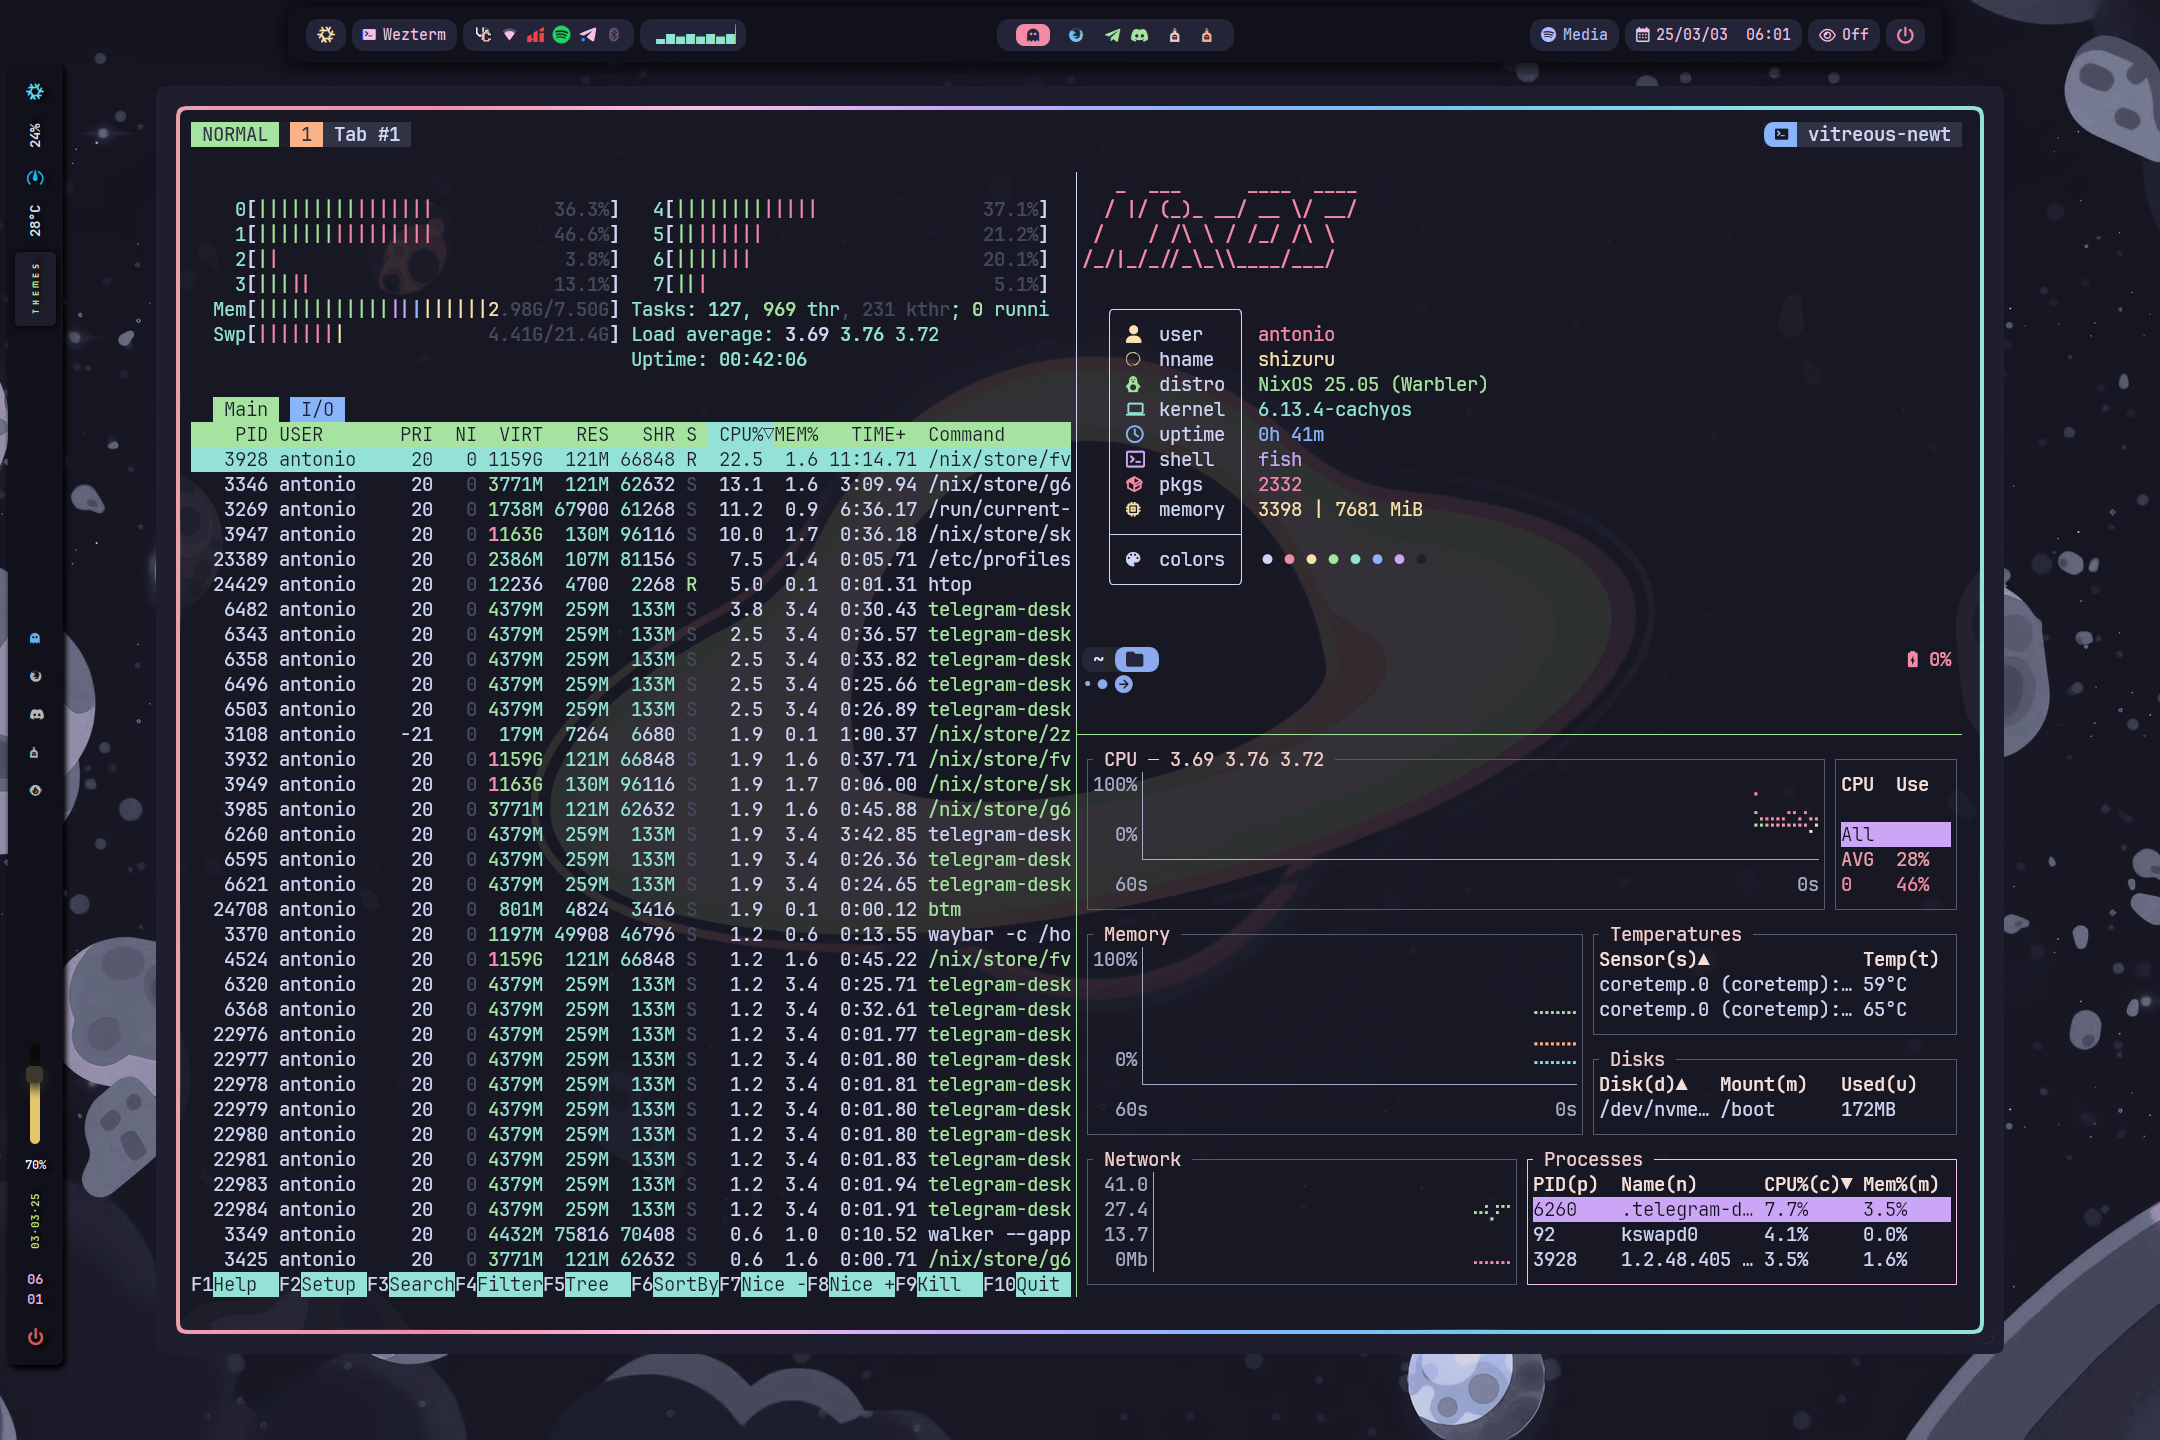 Wezterm
Media
25/03/03 06:01
Off
24%
28°C
THEMES
70%
03·03·25
06
01
NORMAL 1 Tab #1
vitreous-newt
0[ 36.3%] 4[ 37.1%]
1[ 46.6%] 5[ 21.2%]
2[ 3.8%] 6[ 20.1%]
3[ 13.1%] 7[ 5.1%]
Mem[ 2.98G/7.50G] Tasks: 127, 969 thr, 231 kthr; 0 runni
Swp[ 4.41G/21.4G] Load average: 3.69 3.76 3.72
Uptime: 00:42:06
Main I/O
PID USER PRI NI VIRT RES SHR S CPU%▽MEM% TIME+ Command
3928 antonio 20 0 1159G 121M 66848 R 22.5 1.6 11:14.71 /nix/store/fv
3346 antonio 20 0 3771M 121M 62632 S 13.1 1.6 3:09.94 /nix/store/g6
3269 antonio 20 0 1738M 67900 61268 S 11.2 0.9 6:36.17 /run/current-
3947 antonio 20 0 1163G 130M 96116 S 10.0 1.7 0:36.18 /nix/store/sk
23389 antonio 20 0 2386M 107M 81156 S 7.5 1.4 0:05.71 /etc/profiles
24429 antonio 20 0 12236 4700 2268 R 5.0 0.1 0:01.31 htop
6482 antonio 20 0 4379M 259M 133M S 3.8 3.4 0:30.43 telegram-desk
6343 antonio 20 0 4379M 259M 133M S 2.5 3.4 0:36.57 telegram-desk
6358 antonio 20 0 4379M 259M 133M S 2.5 3.4 0:33.82 telegram-desk
6496 antonio 20 0 4379M 259M 133M S 2.5 3.4 0:25.66 telegram-desk
6503 antonio 20 0 4379M 259M 133M S 2.5 3.4 0:26.89 telegram-desk
3108 antonio -21 0 179M 7264 6680 S 1.9 0.1 1:00.37 /nix/store/2z
3932 antonio 20 0 1159G 121M 66848 S 1.9 1.6 0:37.71 /nix/store/fv
3949 antonio 20 0 1163G 130M 96116 S 1.9 1.7 0:06.00 /nix/store/sk
3985 antonio 20 0 3771M 121M 62632 S 1.9 1.6 0:45.88 /nix/store/g6
6260 antonio 20 0 4379M 259M 133M S 1.9 3.4 3:42.85 telegram-desk
6595 antonio 20 0 4379M 259M 133M S 1.9 3.4 0:26.36 telegram-desk
6621 antonio 20 0 4379M 259M 133M S 1.9 3.4 0:24.65 telegram-desk
24708 antonio 20 0 801M 4824 3416 S 1.9 0.1 0:00.12 btm
3370 antonio 20 0 1197M 49908 46796 S 1.2 0.6 0:13.55 waybar -c /ho
4524 antonio 20 0 1159G 121M 66848 S 1.2 1.6 0:45.22 /nix/store/fv
6320 antonio 20 0 4379M 259M 133M S 1.2 3.4 0:25.71 telegram-desk
6368 antonio 20 0 4379M 259M 133M S 1.2 3.4 0:32.61 telegram-desk
22976 antonio 20 0 4379M 259M 133M S 1.2 3.4 0:01.77 telegram-desk
22977 antonio 20 0 4379M 259M 133M S 1.2 3.4 0:01.80 telegram-desk
22978 antonio 20 0 4379M 259M 133M S 1.2 3.4 0:01.81 telegram-desk
22979 antonio 20 0 4379M 259M 133M S 1.2 3.4 0:01.80 telegram-desk
22980 antonio 20 0 4379M 259M 133M S 1.2 3.4 0:01.80 telegram-desk
22981 antonio 20 0 4379M 259M 133M S 1.2 3.4 0:01.83 telegram-desk
22983 antonio 20 0 4379M 259M 133M S 1.2 3.4 0:01.94 telegram-desk
22984 antonio 20 0 4379M 259M 133M S 1.2 3.4 0:01.91 telegram-desk
3349 antonio 20 0 4432M 75816 70408 S 0.6 1.0 0:10.52 walker --gapp
3425 antonio 20 0 3771M 121M 62632 S 0.6 1.6 0:00.71 /nix/store/g6
F1Help F2Setup F3SearchF4FilterF5Tree F6SortByF7Nice -F8Nice +F9Kill F10Quit
user antonio
hname shizuru
distro NixOS 25.05 (Warbler)
kernel 6.13.4-cachyos
uptime 0h 41m
shell fish
pkgs 2332
memory 3398 | 7681 MiB
colors
~
0%
CPU — 3.69 3.76 3.72
100%
0%
60s 0s
CPU Use
All
AVG 28%
0 46%
Memory
100%
0%
60s 0s
Temperatures
Sensor(s)▲ Temp(t)
coretemp.0 (coretemp):… 59°C
coretemp.0 (coretemp):… 65°C
Disks
Disk(d)▲ Mount(m) Used(u)
/dev/nvme… /boot 172MB
Network
41.0
27.4
13.7
0Mb
Processes
PID(p) Name(n) CPU%(c)▼ Mem%(m)
6260 .telegram-d… 7.7% 3.5%
92 kswapd0 4.1% 0.0%
3928 1.2.48.405 … 3.5% 1.6%